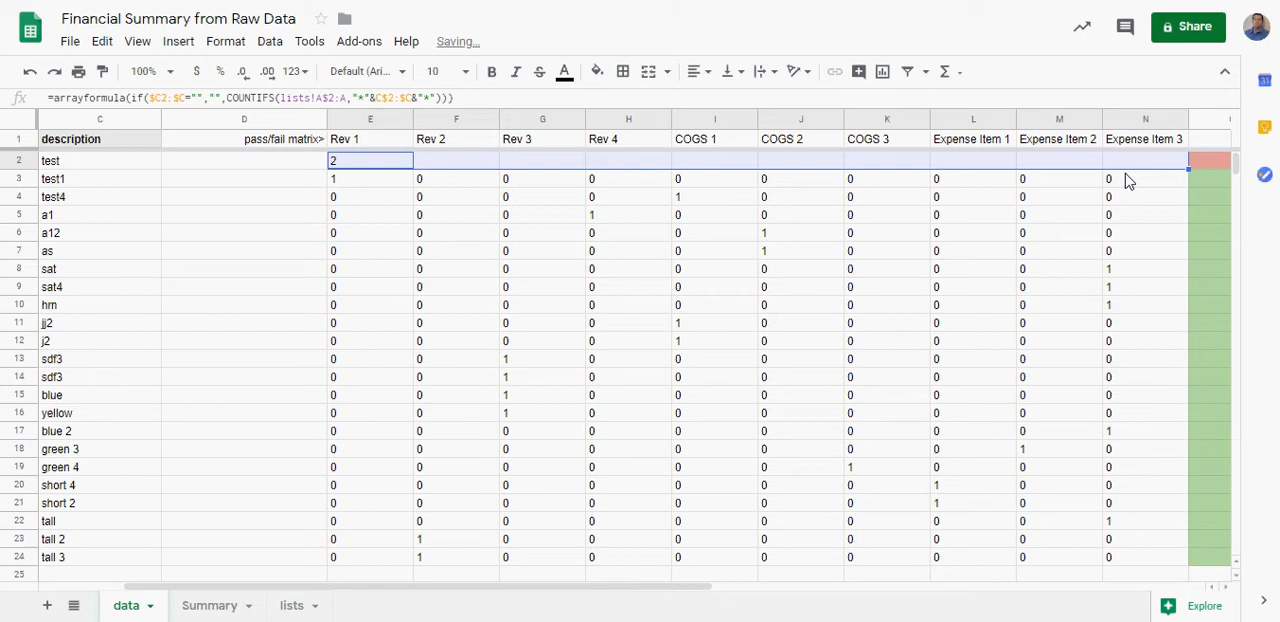 Financial Summary from Raw Data
File Edit View Insert Format Data Tools Add-ons Help Saving...
Share
100% $ % .0 .00 123 Default (Ari... 10 B I S A
fx =arrayformula(if($C2:$C="","",COUNTIFS(lists!A$2:A,"*"&C$2:$C&"*")))
C D E F G H I J K L M N
1 description pass/fail matrix> Rev 1 Rev 2 Rev 3 Rev 4 COGS 1 COGS 2 COGS 3 Expense Item 1 Expense Item 2 Expense Item 3
2 test 2
3 test1 1 0 0 0 0 0 0 0 0 0
4 test4 0 0 0 0 1 0 0 0 0 0
5 a1 0 0 0 1 0 0 0 0 0 0
6 a12 0 0 0 0 0 1 0 0 0 0
7 as 0 0 0 0 0 1 0 0 0 0
8 sat 0 0 0 0 0 0 0 0 0 1
9 sat4 0 0 0 0 0 0 0 0 0 1
10 hm 0 0 0 0 0 0 0 0 0 1
11 jj2 0 0 0 0 1 0 0 0 0 0
12 j2 0 0 0 0 1 0 0 0 0 0
13 sdf3 0 0 1 0 0 0 0 0 0 0
14 sdf3 0 0 1 0 0 0 0 0 0 0
15 blue 0 0 1 0 0 0 0 0 0 0
16 yellow 0 0 1 0 0 0 0 0 0 0
17 blue 2 0 0 0 0 0 0 0 0 0 1
18 green 3 0 0 0 0 0 0 0 0 1 0
19 green 4 0 0 0 0 0 0 1 0 0 0
20 short 4 0 0 0 0 0 0 0 1 0 0
21 short 2 0 0 0 0 0 0 0 1 0 0
22 tall 0 0 0 0 0 0 0 0 0 1
23 tall 2 0 1 0 0 0 0 0 0 0 0
24 tall 3 0 1 0 0 0 0 0 0 0 0
25
data Summary lists Explore